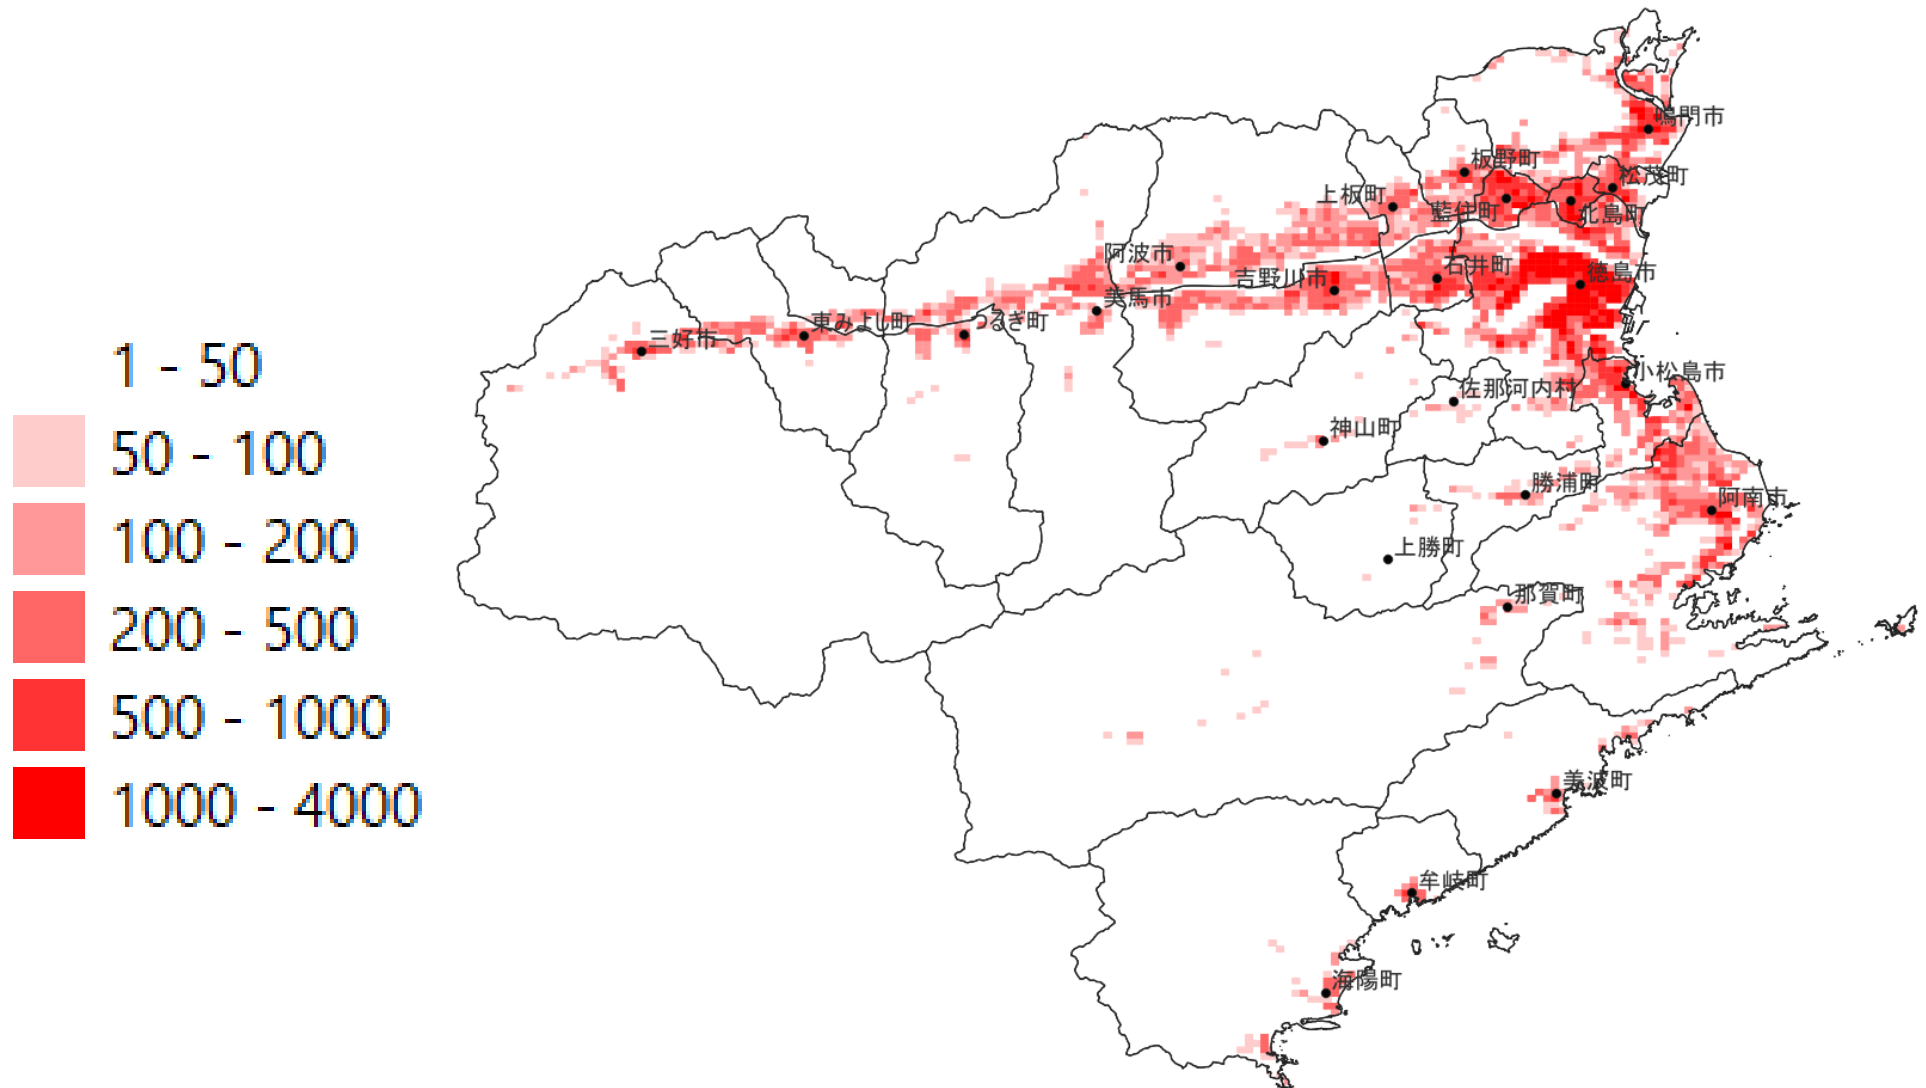 1 - 50
50 - 100
100 - 200
200 - 500
500 - 1000
1000 - 4000
鳴門市
板野町
松茂町
上板町
藍住町
北島町
阿波市
石井町
徳島市
吉野川市
美馬市
東みよし町
つるぎ町
三好市
小松島市
佐那河内村
神山町
勝浦町
阿南市
上勝町
那賀町
美波町
牟岐町
海陽町